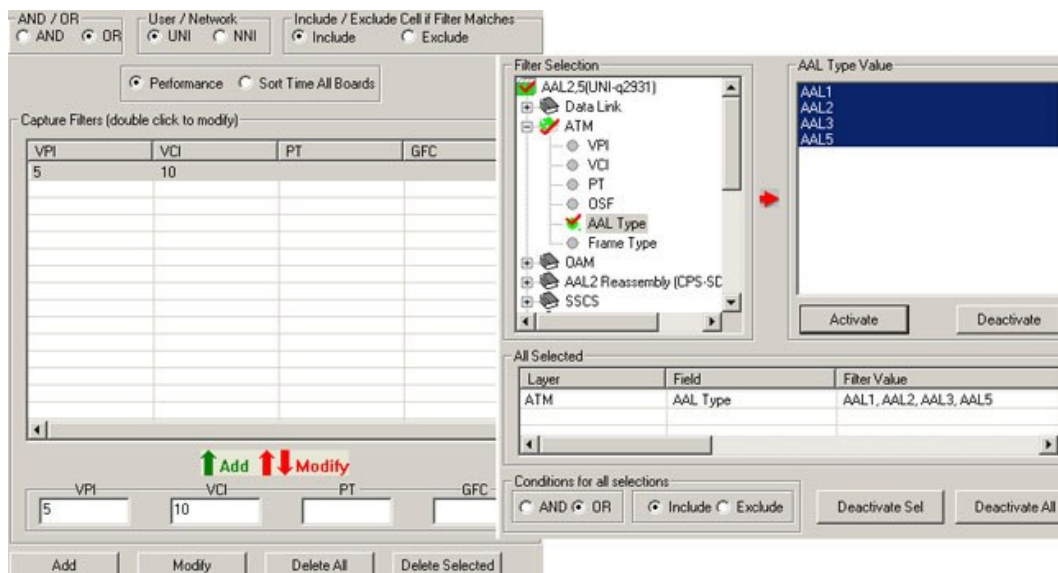 AND / OR
AND OR
User / Network
UNI NNI
Include / Exclude Cell if Filter Matches
Include Exclude
Performance Sort Time All Boards
Capture Filters (double click to modify)
VPI VCI PT GFC
5 10
Add Modify
VPI VCI PT GFC
5 10
Add Modify Delete All Delete Selected
Filter Selection
AAL2,5(UNI-q2931)
Data Link
ATM
VPI
VCI
PT
OSF
AAL Type
Frame Type
OAM
AAL2 Reassembly (CPS-SD
SSCS
AAL Type Value
AAL1
AAL2
AAL3
AAL5
Activate Deactivate
All Selected
Layer Field Filter Value
ATM AAL Type AAL1, AAL2, AAL3, AAL5
Conditions for all selections
AND OR Include Exclude
Deactivate Sel Deactivate All